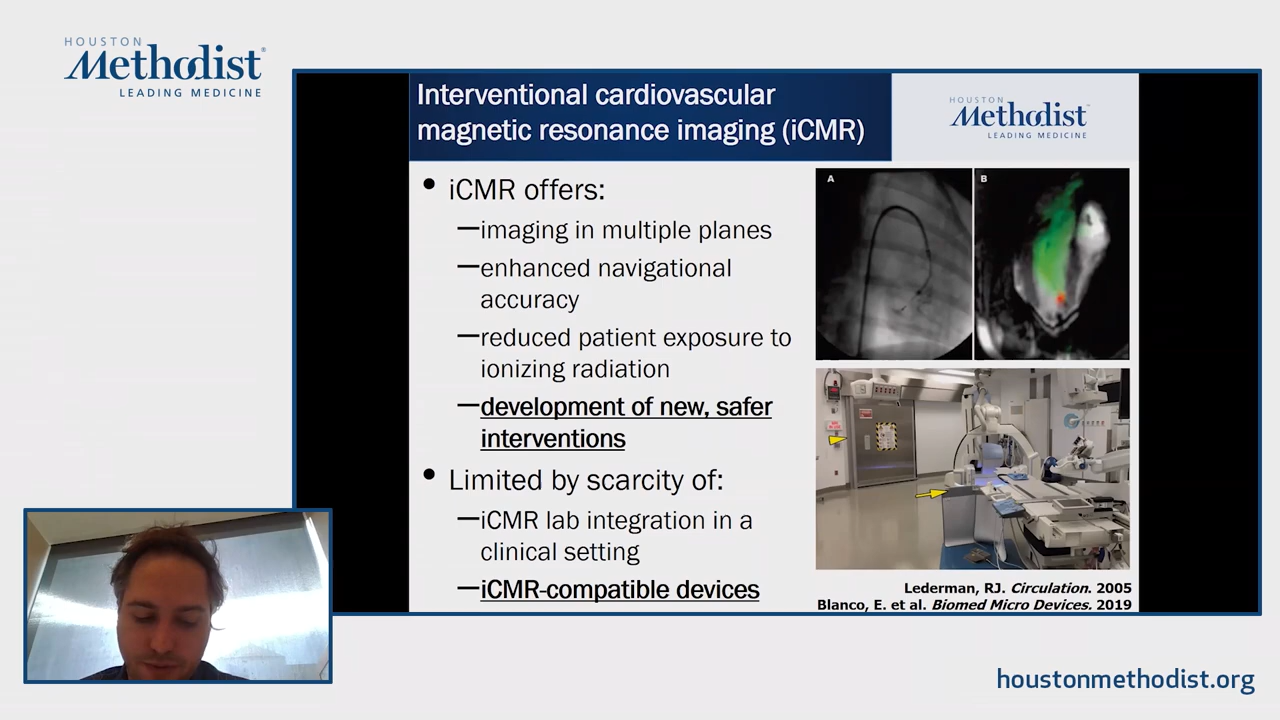 HOUSTON
Methodist
LEADING MEDICINE
Interventional cardiovascular
magnetic resonance imaging (iCMR)
HOUSTON
Methodist
LEADING MEDICINE
• iCMR offers:
—imaging in multiple planes
—enhanced navigational
accuracy
—reduced patient exposure to
ionizing radiation
—development of new, safer
interventions
• Limited by scarcity of:
—iCMR lab integration in a
clinical setting
—iCMR-compatible devices
A
B
Lederman, RJ. Circulation. 2005
Blanco, E. et al. Biomed Micro Devices. 2019
houstonmethodist.org